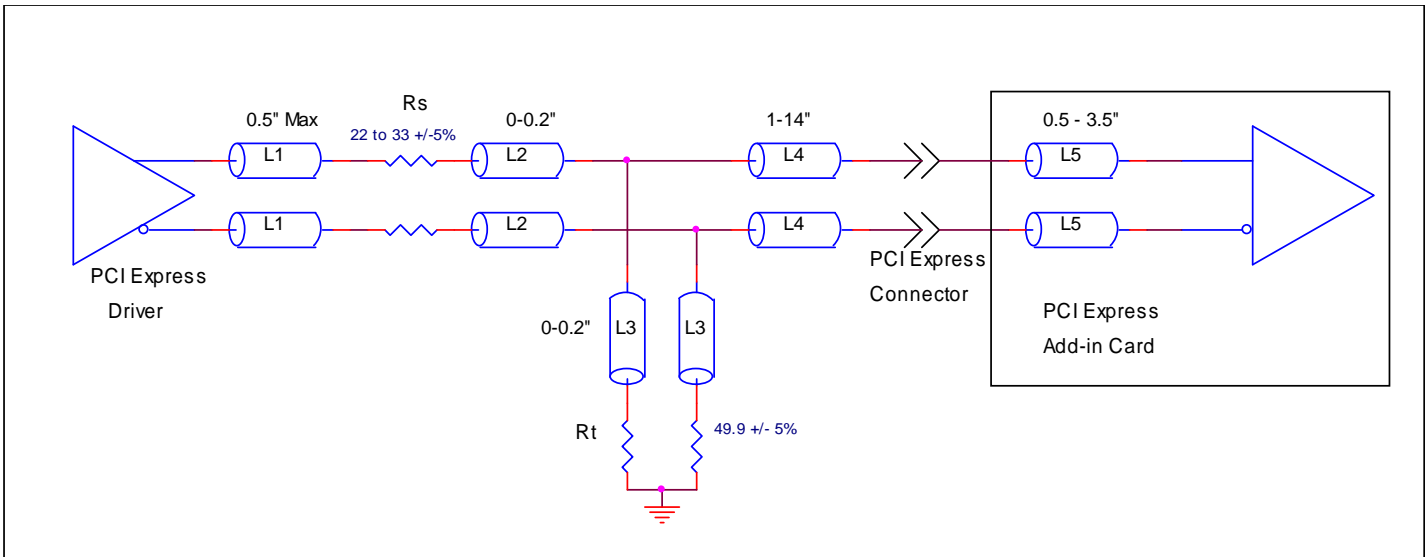 Rs
0.5" Max
22 to 33 +/-5%
0-0.2"
1-14"
0.5 - 3.5"
L1
L2
L4
L5
L1
L2
L4
L5
PCI Express
Driver
PCI Express
Connector
0-0.2"
L3
L3
PCI Express
Add-in Card
Rt
49.9 +/- 5%